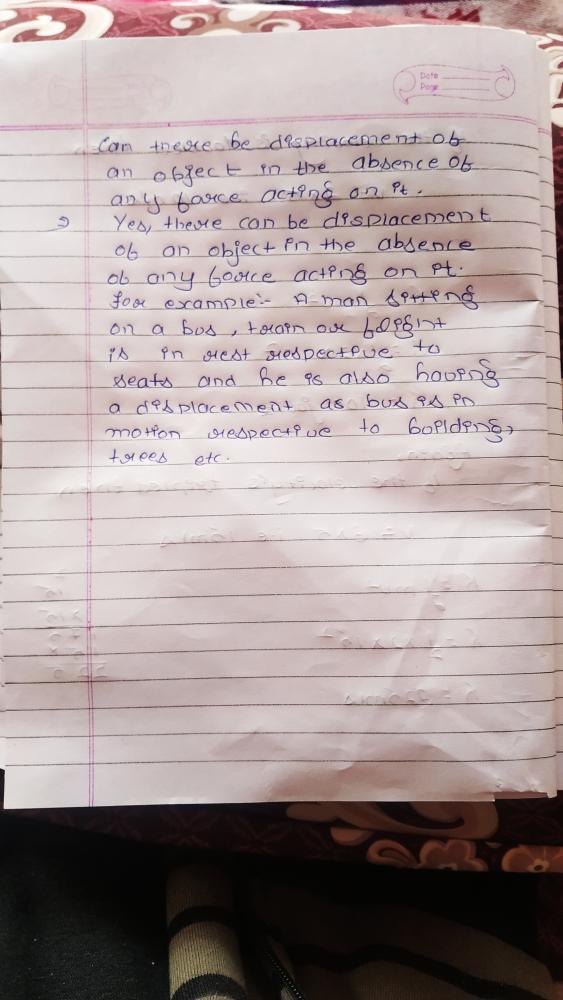 Date
Page
Can there be displacement of
an object in the absence of
any force acting on it.
Yes, there can be displacement
of an object in the absence
of any force acting on it.
for example:- A man sitting
on a bus, train or fligint
is in rest respective to
seats and he is also having
a displacement as bus is in
motion respective to building,
trees etc.